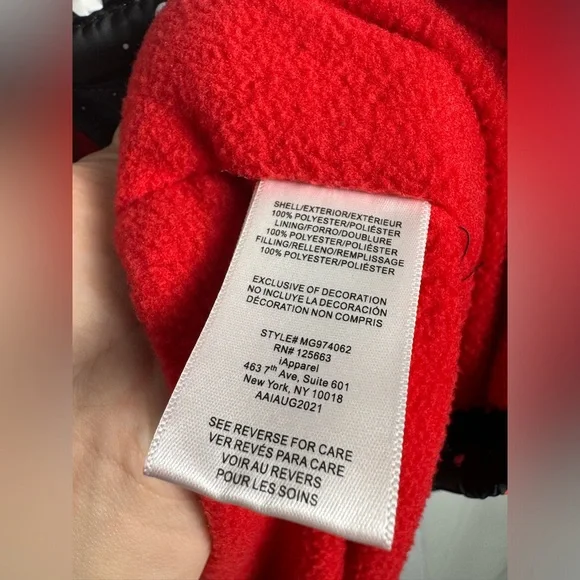 SHELL/EXTERIOR/EXTÉRIEUR
100% POLYESTER/POLIÉSTER
LINING/FORRO/DOUBLURE
100% POLYESTER/POLIÉSTER
FILLING/RELLENO/REMPLISSAGE
100% POLYESTER/POLIÉSTER
EXCLUSIVE OF DECORATION
NO INCLUYE LA DECORACIÓN
DÉCORATION NON COMPRIS
STYLE# MG974062
RN# 125663
iApparel
463 7th Ave, Suite 601
New York, NY 10018
AAIAUG2021
SEE REVERSE FOR CARE
VER REVÉS PARA CARE
VOIR AU REVERS
POUR LES SOINS